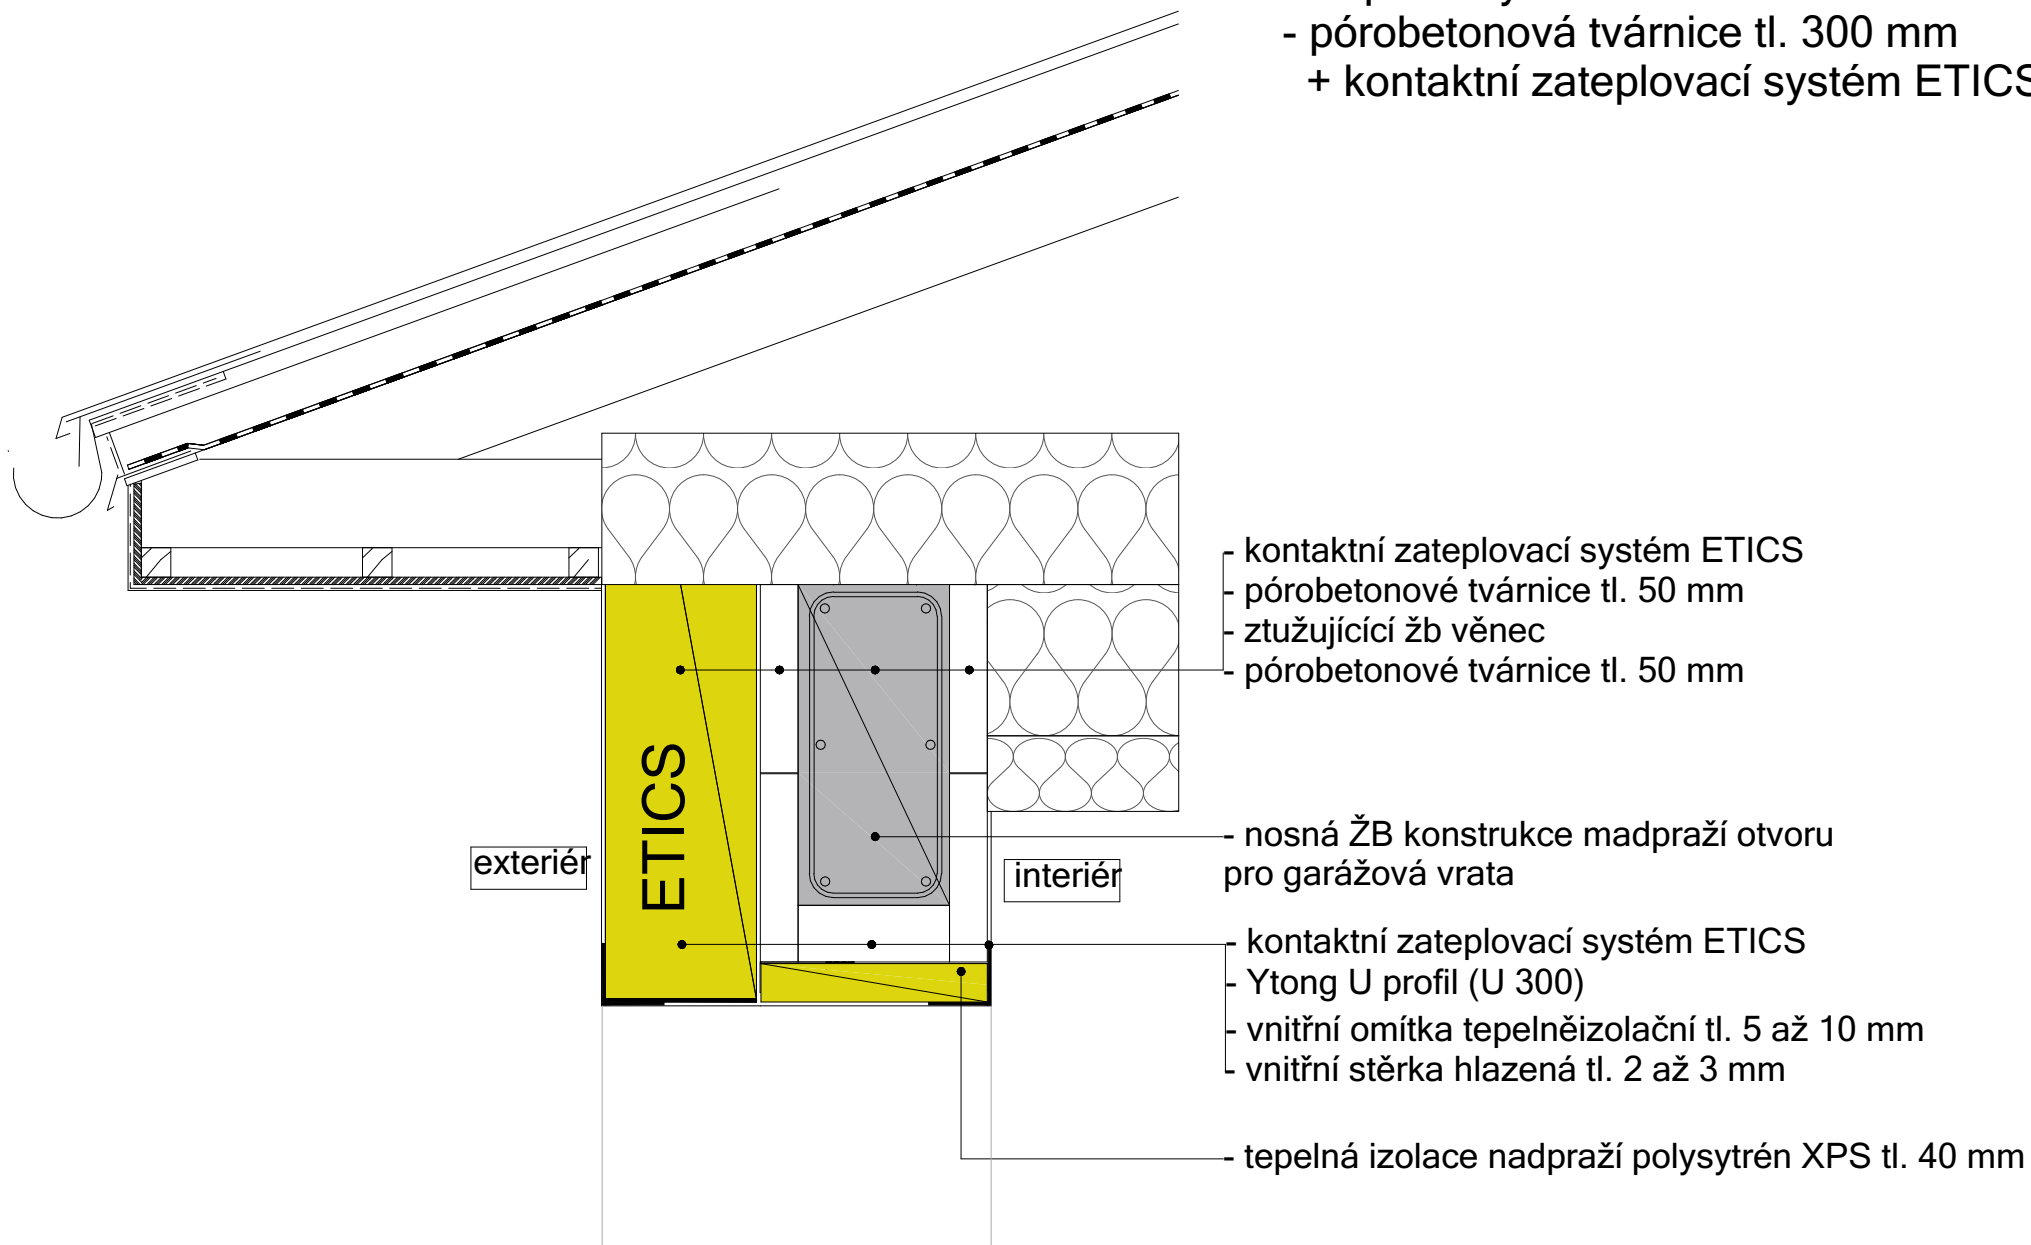 - pórobetonová tvárnice tl. 300 mm
+ kontaktní zateplovací systém ETICS
- kontaktní zateplovací systém ETICS
- pórobetonové tvárnice tl. 50 mm
- ztužujícící žb věnec
- pórobetonové tvárnice tl. 50 mm
ETICS
- nosná ŽB konstrukce madpraží otvoru
pro garážová vrata
exteriér
interiér
- kontaktní zateplovací systém ETICS
- Ytong U profil (U 300)
- vnitřní omítka tepelněizolační tl. 5 až 10 mm
- vnitřní stěrka hlazená tl. 2 až 3 mm
- tepelná izolace nadpraží polysytrén XPS tl. 40 mm